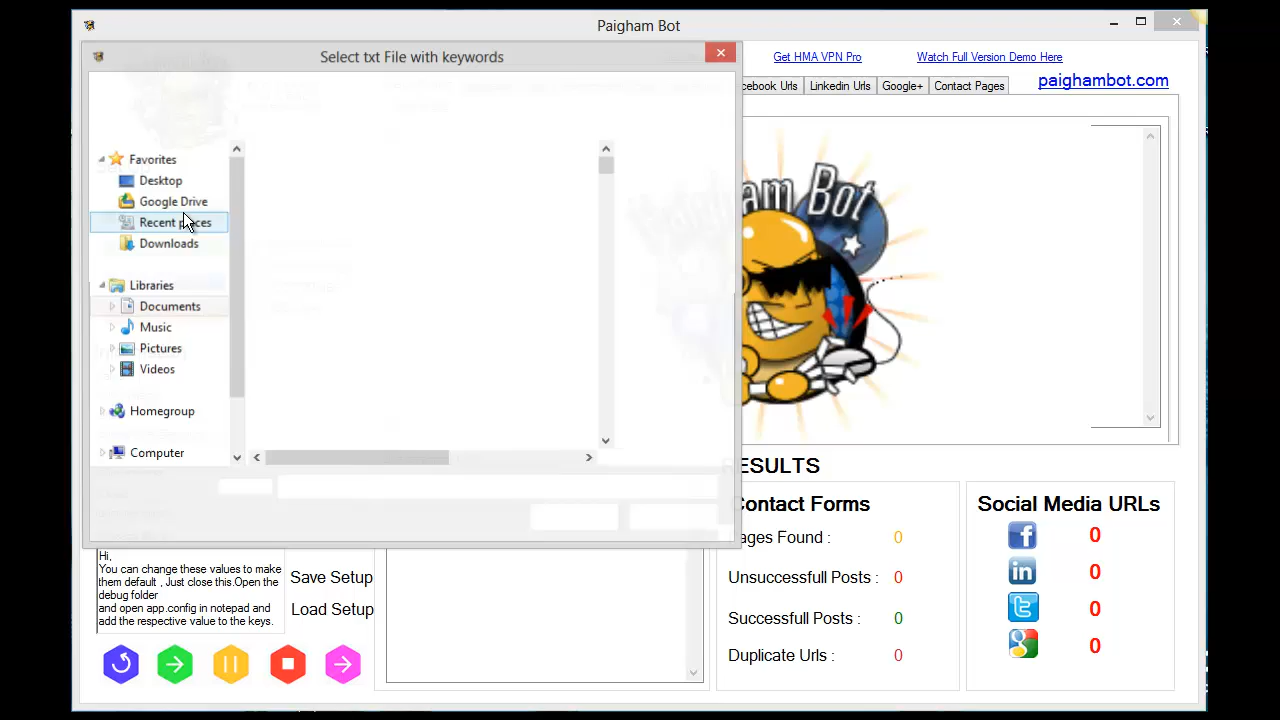 Paigham Bot
Select txt File with keywords
Get HMA VPN Pro
Watch Full Version Demo Here
cebook Urls
Linkedin Urls
Google+
Contact Pages
paighambot.com
Favorites
Desktop
Google Drive
Recent places
Downloads
Libraries
Documents
Music
Pictures
Videos
Homegroup
Computer
gham Bot
RESULTS
Contact Forms
ages Found : 0
Unsuccessfull Posts : 0
Successfull Posts : 0
Duplicate Urls : 0
Social Media URLs
f 0
in 0
t 0
g 0
Hi,
You can change these values to make
them default , Just close this.Open the
debug folder
and open app.config in notepad and
add the respective value to the keys.
Save Setup
Load Setup